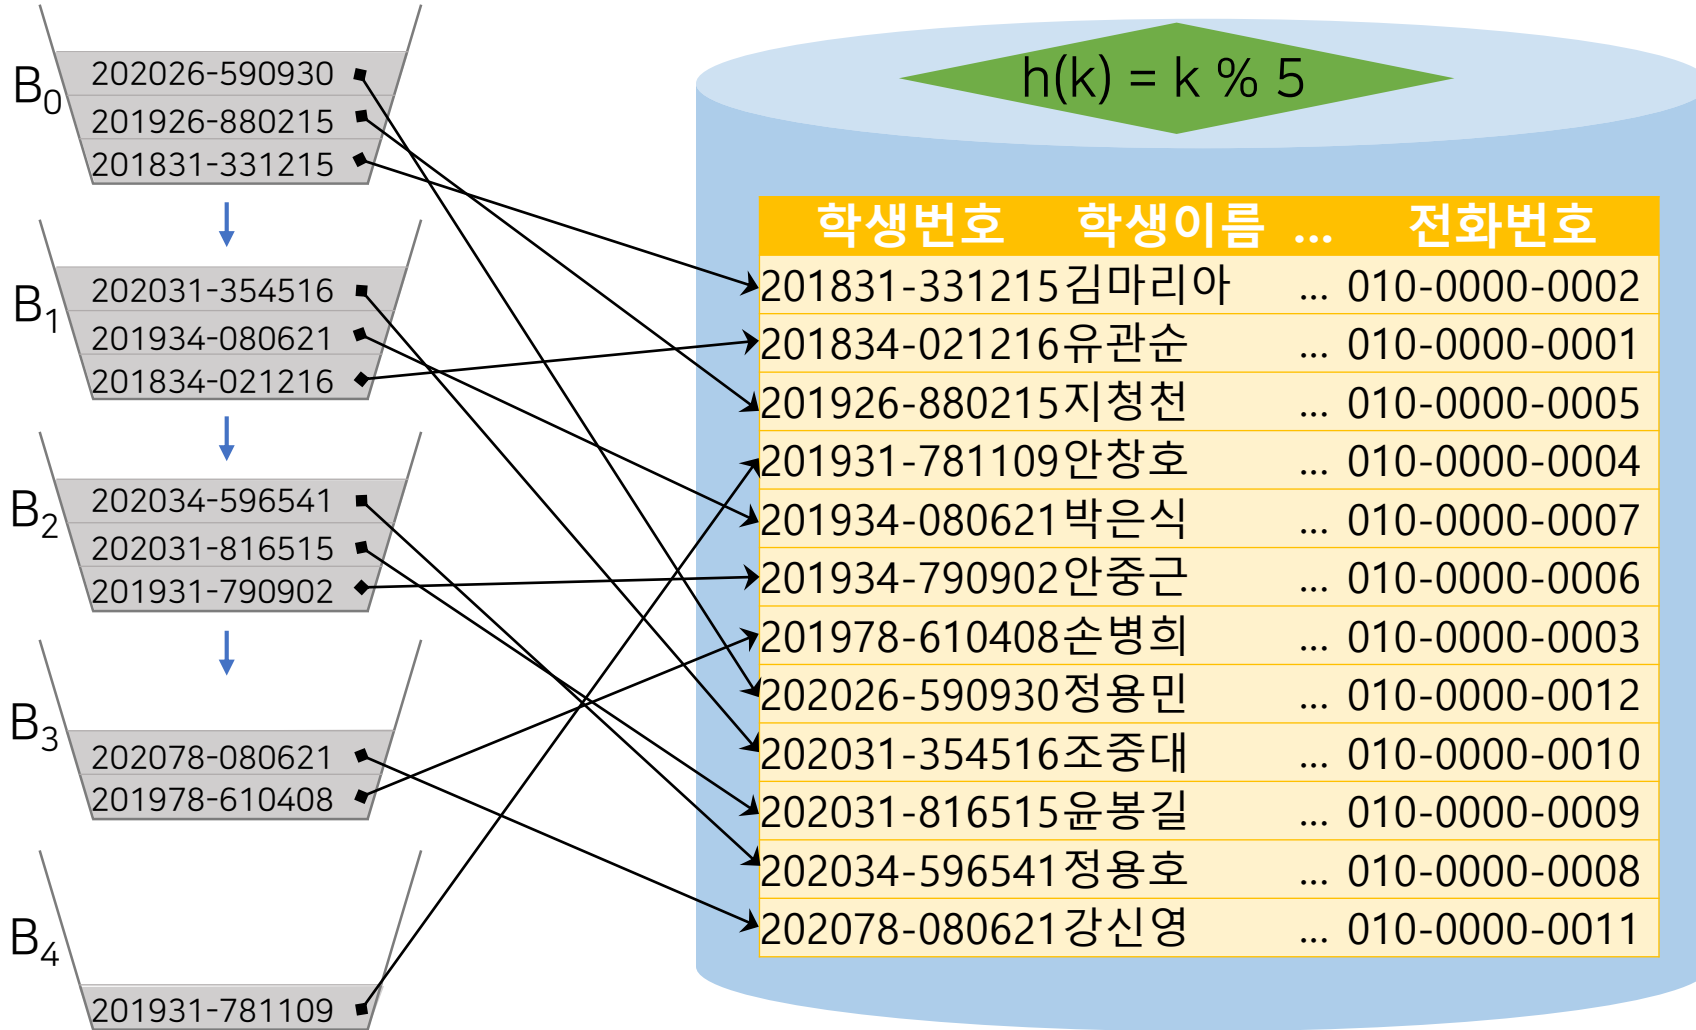 B0
202026-590930
201926-880215
201831-331215
B1
202031-354516
201934-080621
201834-021216
B2
202034-596541
202031-816515
201931-790902
B3
202078-080621
201978-610408
B4
201931-781109
h(k) = k % 5
학생번호 학생이름 ... 전화번호
201831-331215 김마리아 ... 010-0000-0002
201834-021216 유관순 ... 010-0000-0001
201926-880215 지청천 ... 010-0000-0005
201931-781109 안창호 ... 010-0000-0004
201934-080621 박은식 ... 010-0000-0007
201934-790902 안중근 ... 010-0000-0006
201978-610408 손병희 ... 010-0000-0003
202026-590930 정용민 ... 010-0000-0012
202031-354516 조중대 ... 010-0000-0010
202031-816515 윤봉길 ... 010-0000-0009
202034-596541 정용호 ... 010-0000-0008
202078-080621 강신영 ... 010-0000-0011